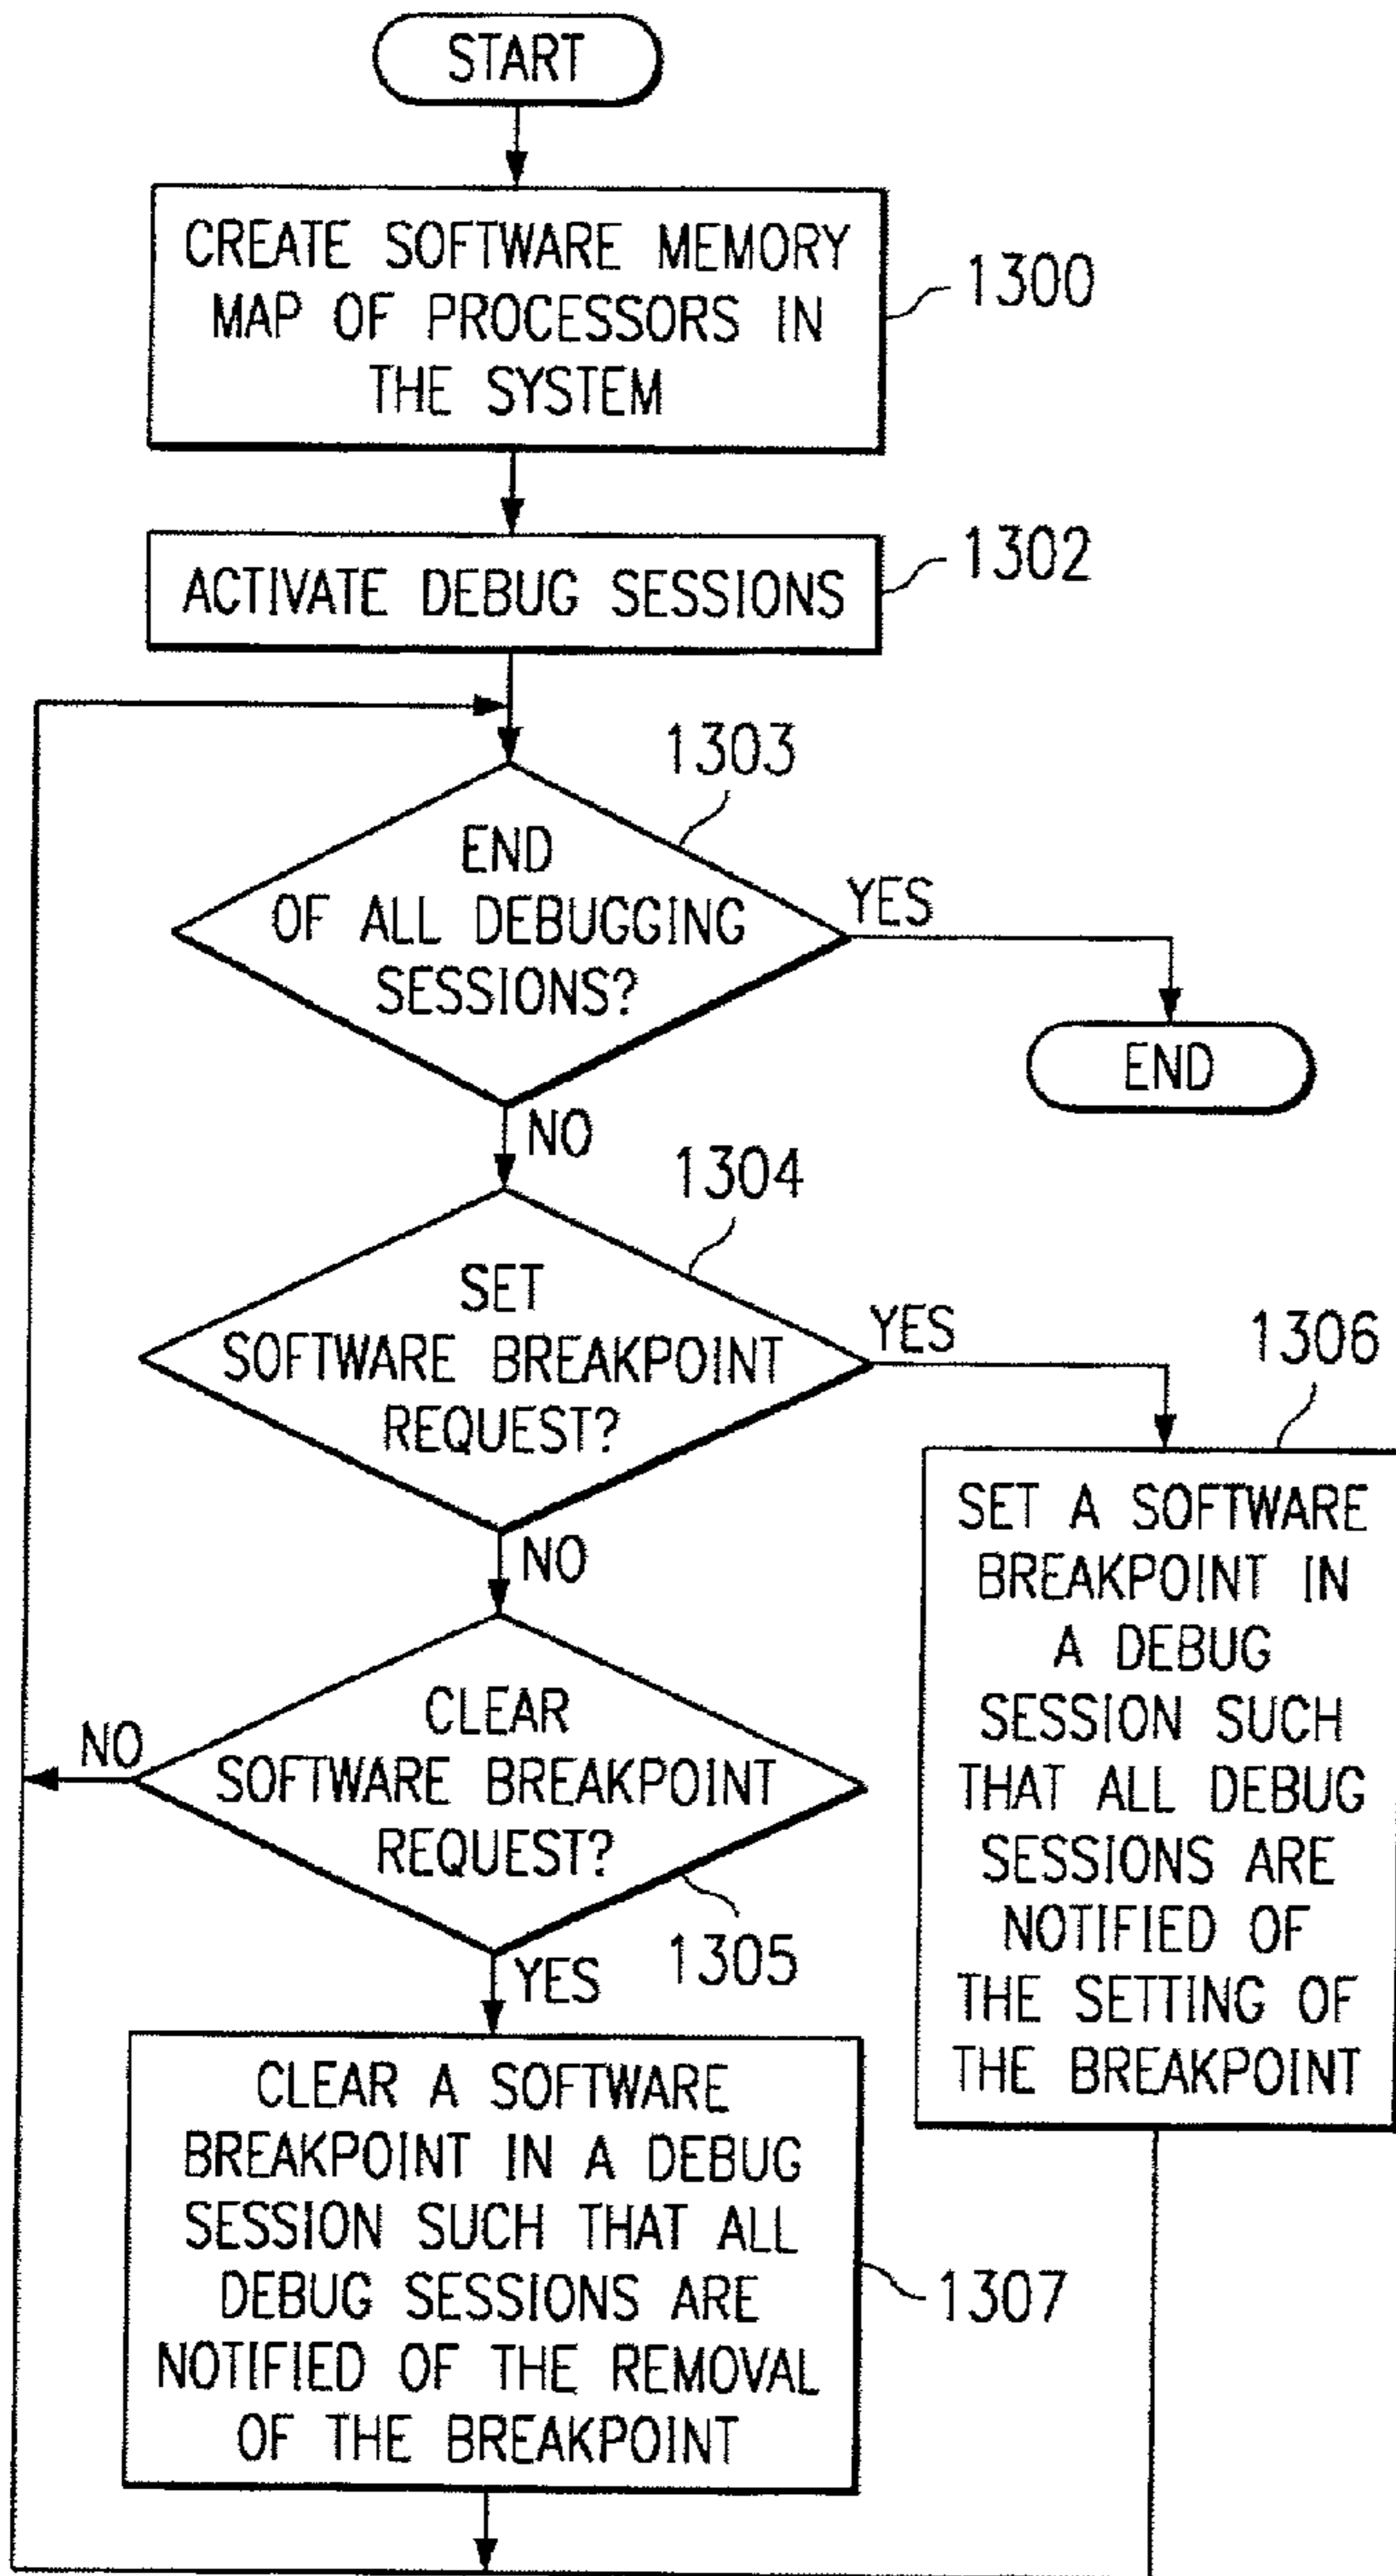 START
CREATE SOFTWARE MEMORY
MAP OF PROCESSORS IN
THE SYSTEM
1300
ACTIVATE DEBUG SESSIONS
1302
1303
END
OF ALL DEBUGGING
SESSIONS?
YES
END
NO
1304
SET
SOFTWARE BREAKPOINT
REQUEST?
YES
1306
SET A SOFTWARE
BREAKPOINT IN
A DEBUG
SESSION SUCH
THAT ALL DEBUG
SESSIONS ARE
NOTIFIED OF
THE SETTING OF
THE BREAKPOINT
NO
CLEAR
SOFTWARE BREAKPOINT
REQUEST?
NO
1305
YES
CLEAR A SOFTWARE
BREAKPOINT IN A DEBUG
SESSION SUCH THAT ALL
DEBUG SESSIONS ARE
NOTIFIED OF THE REMOVAL
OF THE BREAKPOINT
1307